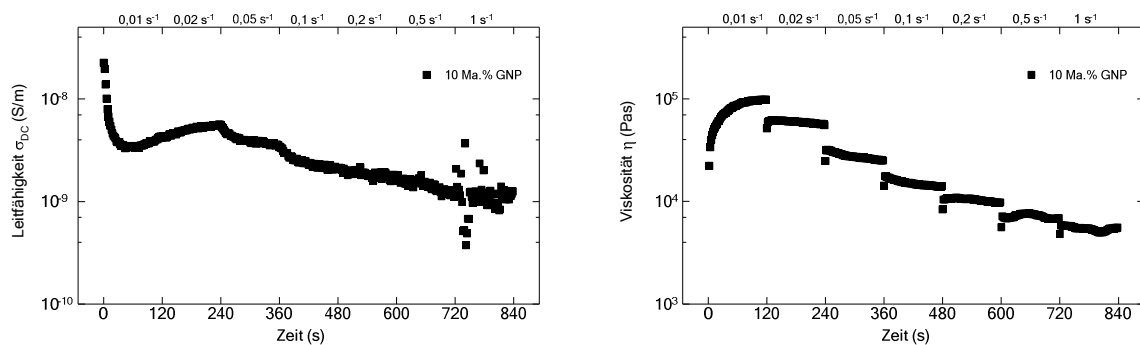 0,01 s⁻¹ 0,02 s⁻¹ 0,05 s⁻¹ 0,1 s⁻¹ 0,2 s⁻¹ 0,5 s⁻¹ 1 s⁻¹
10 Ma.% GNP
Leitfähigkeit σDC (S/m)
10⁻⁸
10⁻⁹
10⁻¹⁰
0 120 240 360 480 600 720 840
Zeit (s)
0,01 s⁻¹ 0,02 s⁻¹ 0,05 s⁻¹ 0,1 s⁻¹ 0,2 s⁻¹ 0,5 s⁻¹ 1 s⁻¹
10 Ma.% GNP
Viskosität η (Pas)
10⁵
10⁴
10³
0 120 240 360 480 600 720 840
Zeit (s)